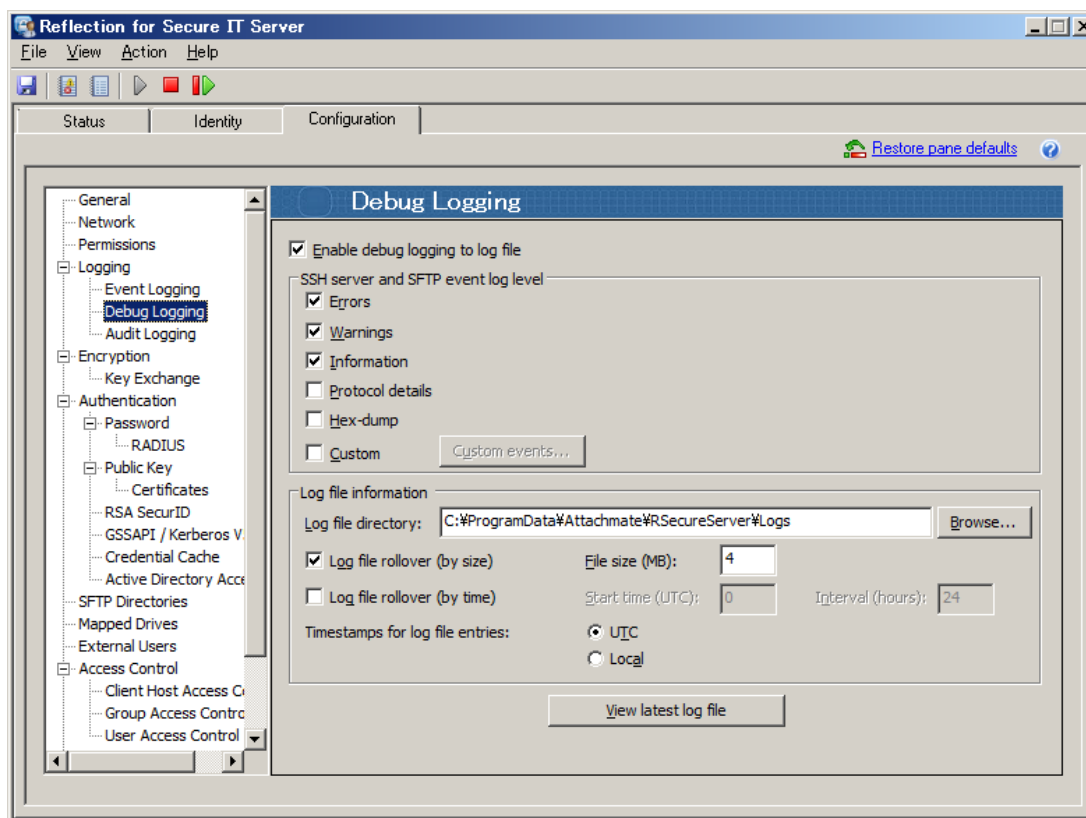 Reflection for Secure IT Server
File View Action Help
Status Identity Configuration
Restore pane defaults
General
Network
Permissions
Logging
Event Logging
Debug Logging
Audit Logging
Encryption
Key Exchange
Authentication
Password
RADIUS
Public Key
Certificates
RSA SecurID
GSSAPI / Kerberos V
Credential Cache
Active Directory Acce
SFTP Directories
Mapped Drives
External Users
Access Control
Client Host Access C
Group Access Contro
User Access Control
Debug Logging
Enable debug logging to log file
SSH server and SFTP event log level
Errors
Warnings
Information
Protocol details
Hex-dump
Custom Custom events...
Log file information
Log file directory: C:¥ProgramData¥Attachmate¥RSecureServer¥Logs Browse...
Log file rollover (by size) File size (MB): 4
Log file rollover (by time) Start time (UTC): 0 Interval (hours): 24
Timestamps for log file entries: UTC
Local
View latest log file